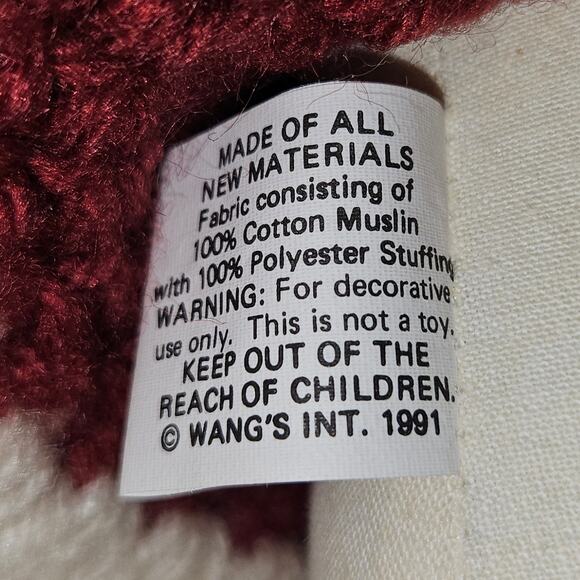 MADE OF ALL
NEW MATERIALS
Fabric consisting of
100% Cotton Muslin
with 100% Polyester Stuffing
WARNING: For decorative
use only. This is not a toy.
KEEP OUT OF THE
REACH OF CHILDREN.
© WANG'S INT. 1991